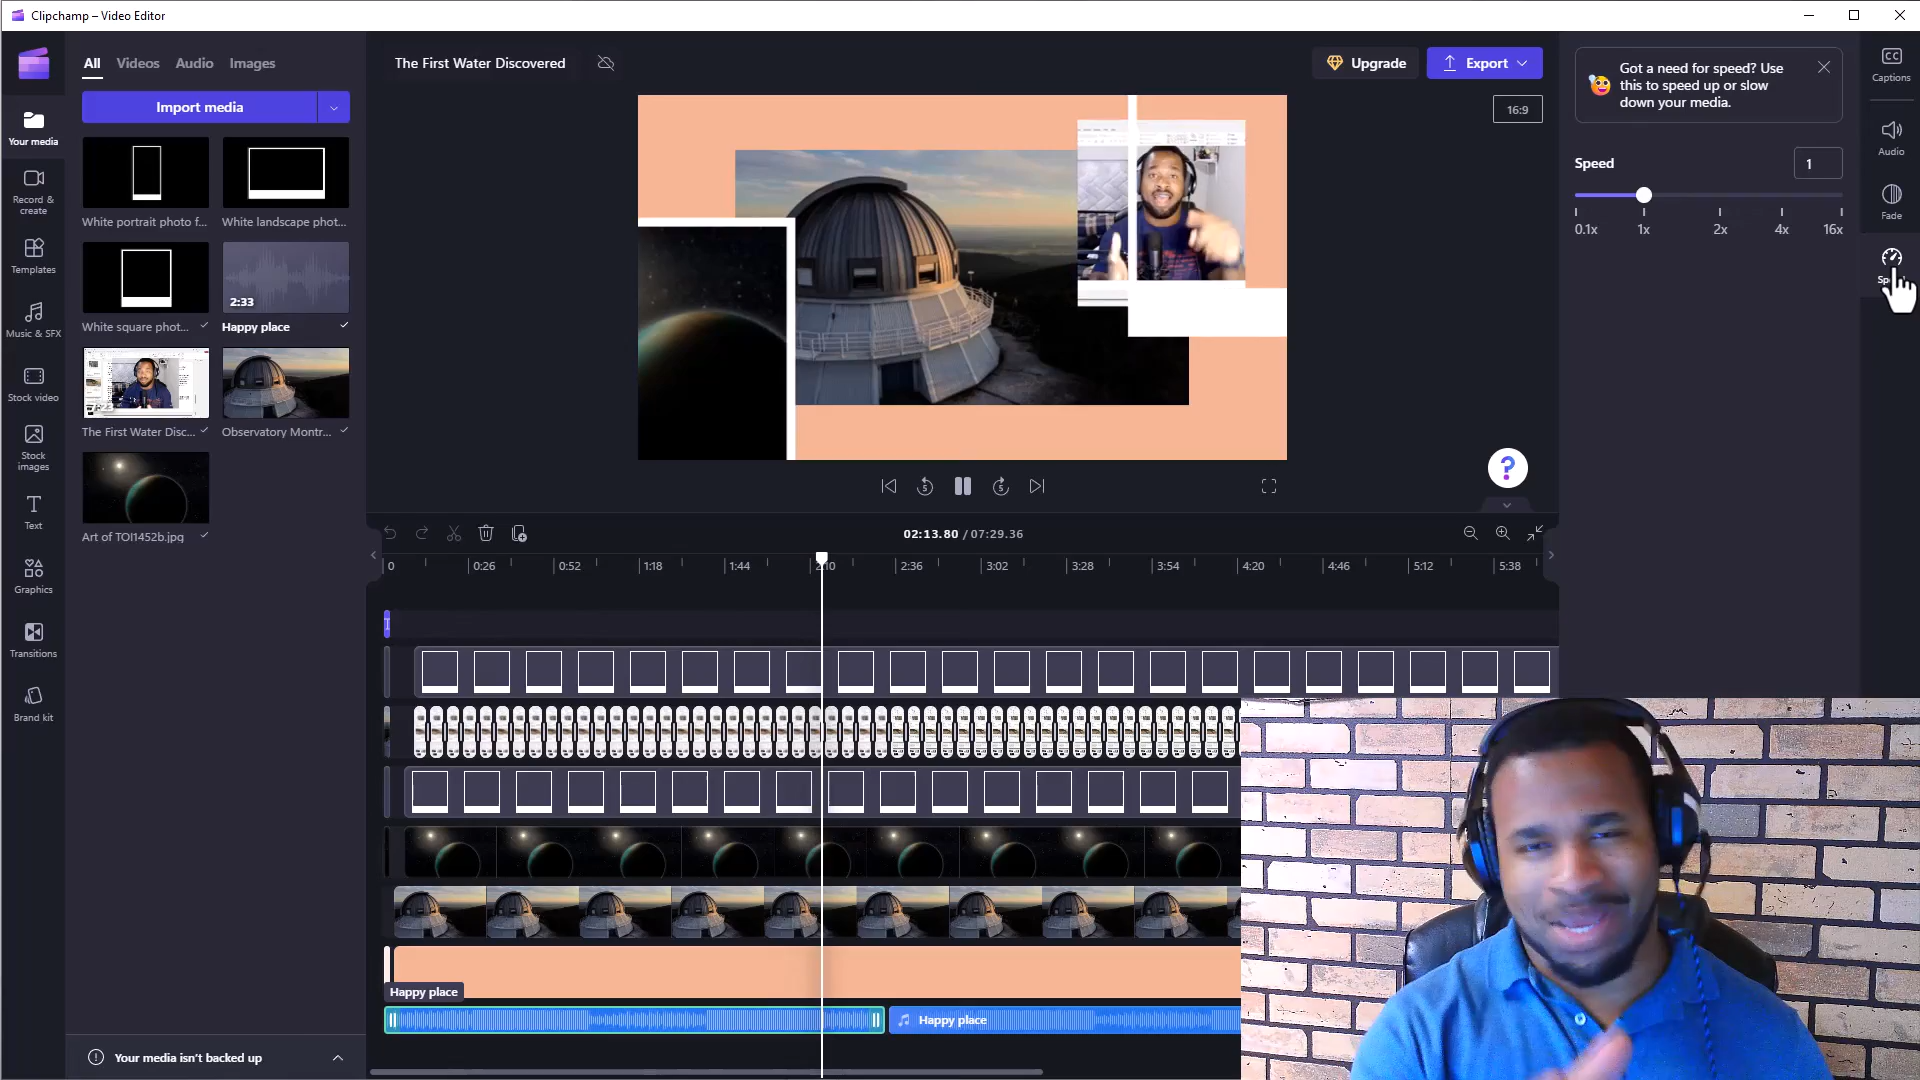 Clipchamp – Video Editor
All
Videos
Audio
Images
The First Water Discovered
Upgrade
Export
Got a need for speed? Use
this to speed up or slow
down your media.
Captions
16:9
Import media
Your media
Record &
create
Templates
Music & SFX
Stock video
Stock
images
Text
Graphics
Transitions
Brand kit
White portrait photo f...
White landscape phot...
White square phot...
2:33
Happy place
The First Water Disc...
Observatory Montr...
Art of TOI1452b.jpg
Your media isn't backed up
Speed
1
0.1x
1x
2x
4x
16x
Audio
Fade
5
5
?
02:13.80 / 07:29.36
0
0:26
0:52
1:18
1:44
2:10
2:36
3:02
3:28
3:54
4:20
4:46
5:12
5:38
T
Happy place
Happy place